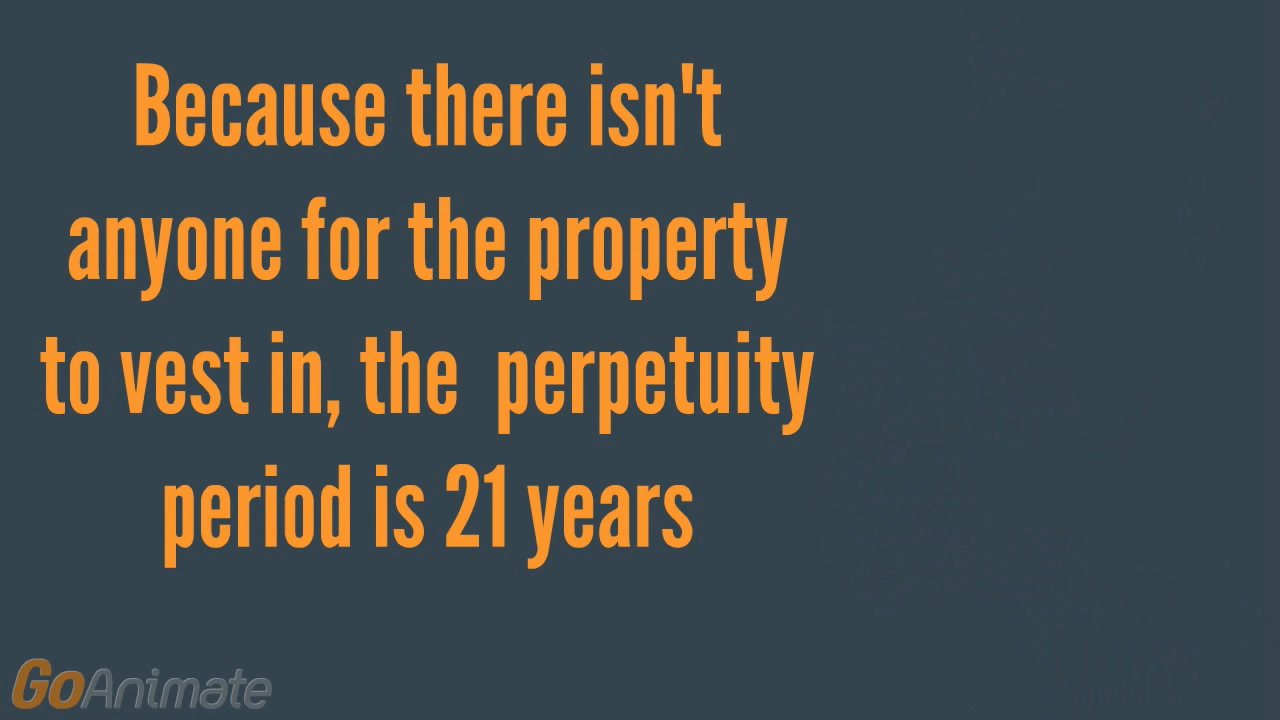 Because there isn't
anyone for the property
to vest in, the  perpetuity
period is 21 years
GoAnimate